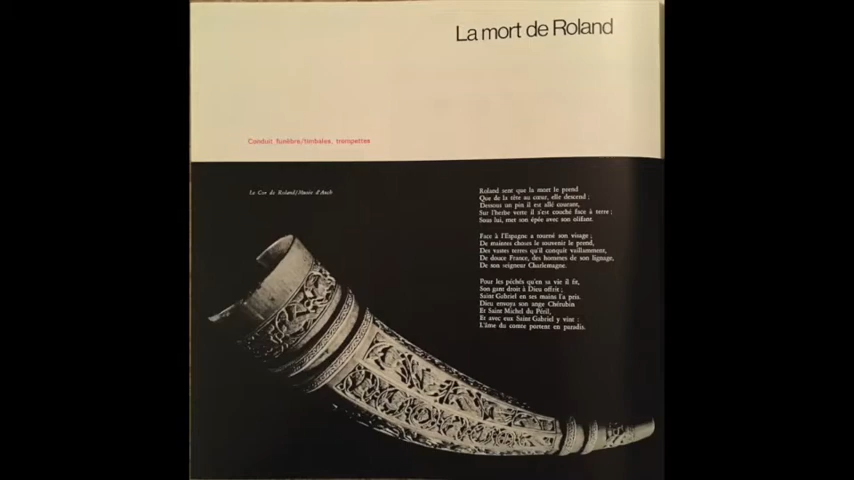 La mort de Roland
Conduit funèbre/timbales, trompettes
Le Cor de Roland/Musée d'Auch
Roland sent que la mort le prend
Que de la tête au cœur, elle descend ;
Dessous un pin il est allé courant,
Sur l'herbe verte il s'est couché face à terre ;
Sous lui, met son épée avec son olifant.
Face à l'Espagne a tourné son visage ;
De maintes choses le souvenir le prend,
Des vastes terres qu'il conquit vaillamment,
De douce France, des hommes de son lignage,
De son seigneur Charlemagne.
Pour les péchés qu'en sa vie il fit,
Son gant droit à Dieu offrit ;
Saint Gabriel en ses mains l'a pris.
Dieu envoya son ange Chérubin
Et Saint Michel du Péril,
Et avec eux Saint Gabriel y vint :
L'âme du comte portent en paradis.